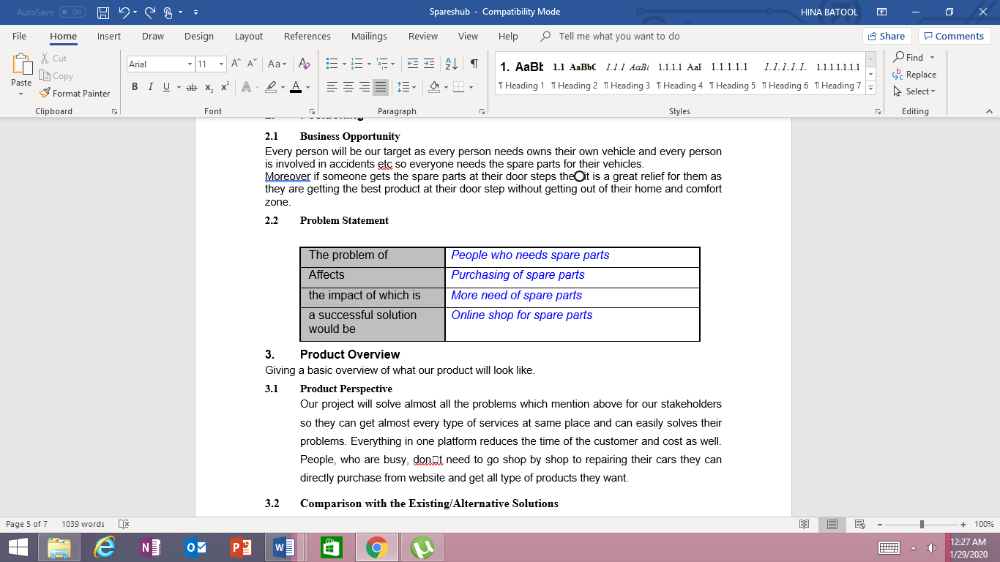 AutoSave Off
Spareshub - Compatibility Mode
HINA BATOOL
File Home Insert Draw Design Layout References Mailings Review View Help Tell me what you want to do Share Comments
Paste
Cut
Copy
Format Painter
Clipboard
Arial 11
Font
Paragraph
1. AaBb 1.1 AaBbC 1.1.1 AaBl 1.1.1.1 AaB 1.1.1.1.1 1.1.1.1.1. 1.1.1.1.1.1.1
¶ Heading 1 ¶ Heading 2 ¶ Heading 3 ¶ Heading 4 ¶ Heading 5 ¶ Heading 6 ¶ Heading 7
Styles
Find
Replace
Select
Editing
2. Positioning
2.1 Business Opportunity
Every person will be our target as every person needs owns their own vehicle and every person
is involved in accidents etc so everyone needs the spare parts for their vehicles.
Moreover if someone gets the spare parts at their door steps the it is a great relief for them as
they are getting the best product at their door step without getting out of their home and comfort
zone.
2.2 Problem Statement
The problem of People who needs spare parts
Affects Purchasing of spare parts
the impact of which is More need of spare parts
a successful solution Online shop for spare parts
would be
3. Product Overview
Giving a basic overview of what our product will look like.
3.1 Product Perspective
Our project will solve almost all the problems which mention above for our stakeholders
so they can get almost every type of services at same place and can easily solves their
problems. Everything in one platform reduces the time of the customer and cost as well.
People, who are busy, don□t need to go shop by shop to repairing their cars they can
directly purchase from website and get all type of products they want.
3.2 Comparison with the Existing/Alternative Solutions
Page 5 of 7 1039 words 100%
12:27 AM
1/29/2020